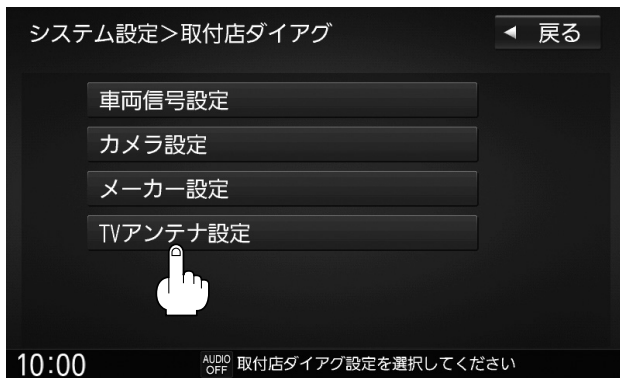 システム設定＞取付店ダイアグ
戻る
車両信号設定
カメラ設定
メーカー設定
TVアンテナ設定
10:00
AUDIO
OFF
取付店ダイアグ設定を選択してください